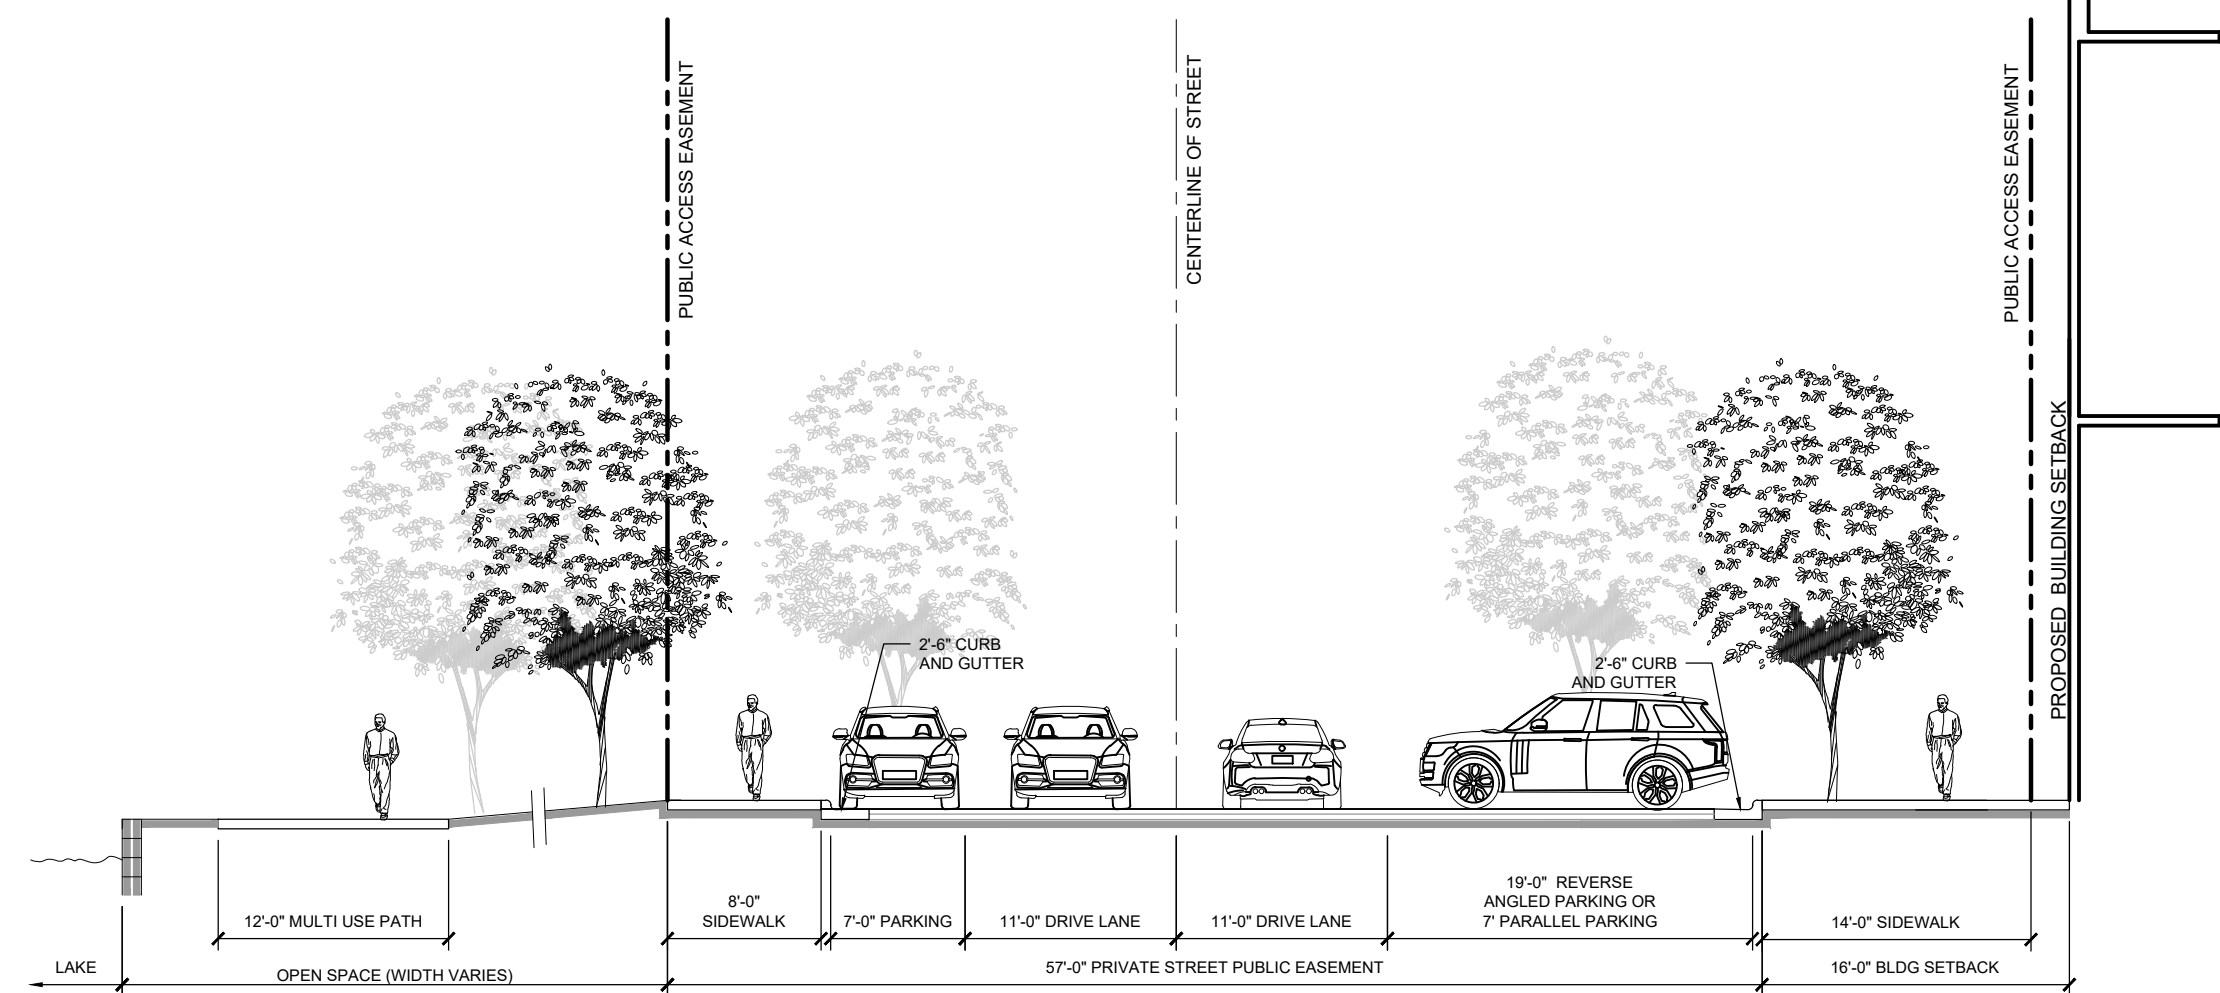 PUBLIC ACCESS EASEMENT
CENTERLINE OF STREET
PUBLIC ACCESS EASEMENT
PROPOSED BUILDING SETBACK
2'-6" CURB
AND GUTTER
2'-6" CURB
AND GUTTER
12'-0" MULTI USE PATH
8'-0"
SIDEWALK
7'-0" PARKING
11'-0" DRIVE LANE
11'-0" DRIVE LANE
19'-0" REVERSE
ANGLED PARKING OR
7' PARALLEL PARKING
14'-0" SIDEWALK
LAKE
OPEN SPACE (WIDTH VARIES)
57'-0" PRIVATE STREET PUBLIC EASEMENT
16'-0" BLDG SETBACK